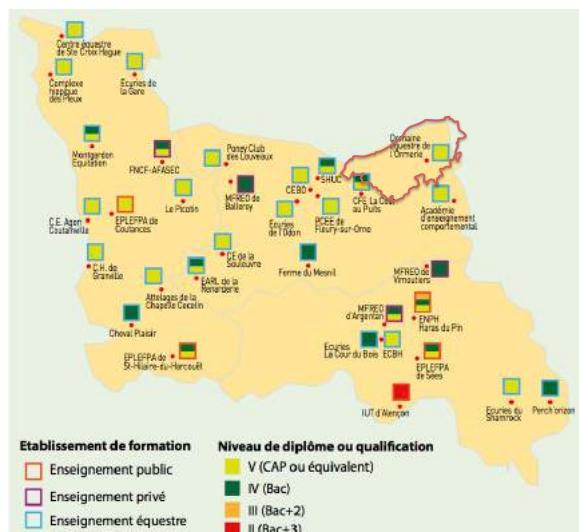 Centre équestre
de Ste Croix Hague
Complexe
hippique
des Pieux
Ecuries de
la Gare
Montgardon
Equitation
FNCF-AFASEC
Poney Club
des Louveaux
MFREO de
Balleroy
Le Picotin
C.E. Agon
Coutainville
EPLEFPA de
Coutances
C.H. de
Granville
Attelages de la
Chapelle Cecelin
EARL de la
Renarderie
CE de la
Souleuvre
Cheval Plaisir
EPLEFPA de
St-Hilaire-du-Harcouët
CEBO
SHUC
Ecuries
de l'Odon
PCEE de
Fleury-sur-Orne
CFE La Cour
au Puits
Domaine
équestre de
l'Ormerie
Académie
d'enseignement
comportemental
Ferme du Mesnil
MFREO de
Vimoutiers
MFREO
d'Argentan
ENPH
Haras du Pin
Ecuries
La Cour du Bois
ECBH
EPLEFPA
de Sées
IUT d'Alençon
Ecuries du
Shamrock
Perch'orizon
Etablissement de formation
Enseignement public
Enseignement privé
Enseignement équestre
Niveau de diplôme ou qualification
V (CAP ou équivalent)
IV (Bac)
III (Bac+2)
II (Bac+3)